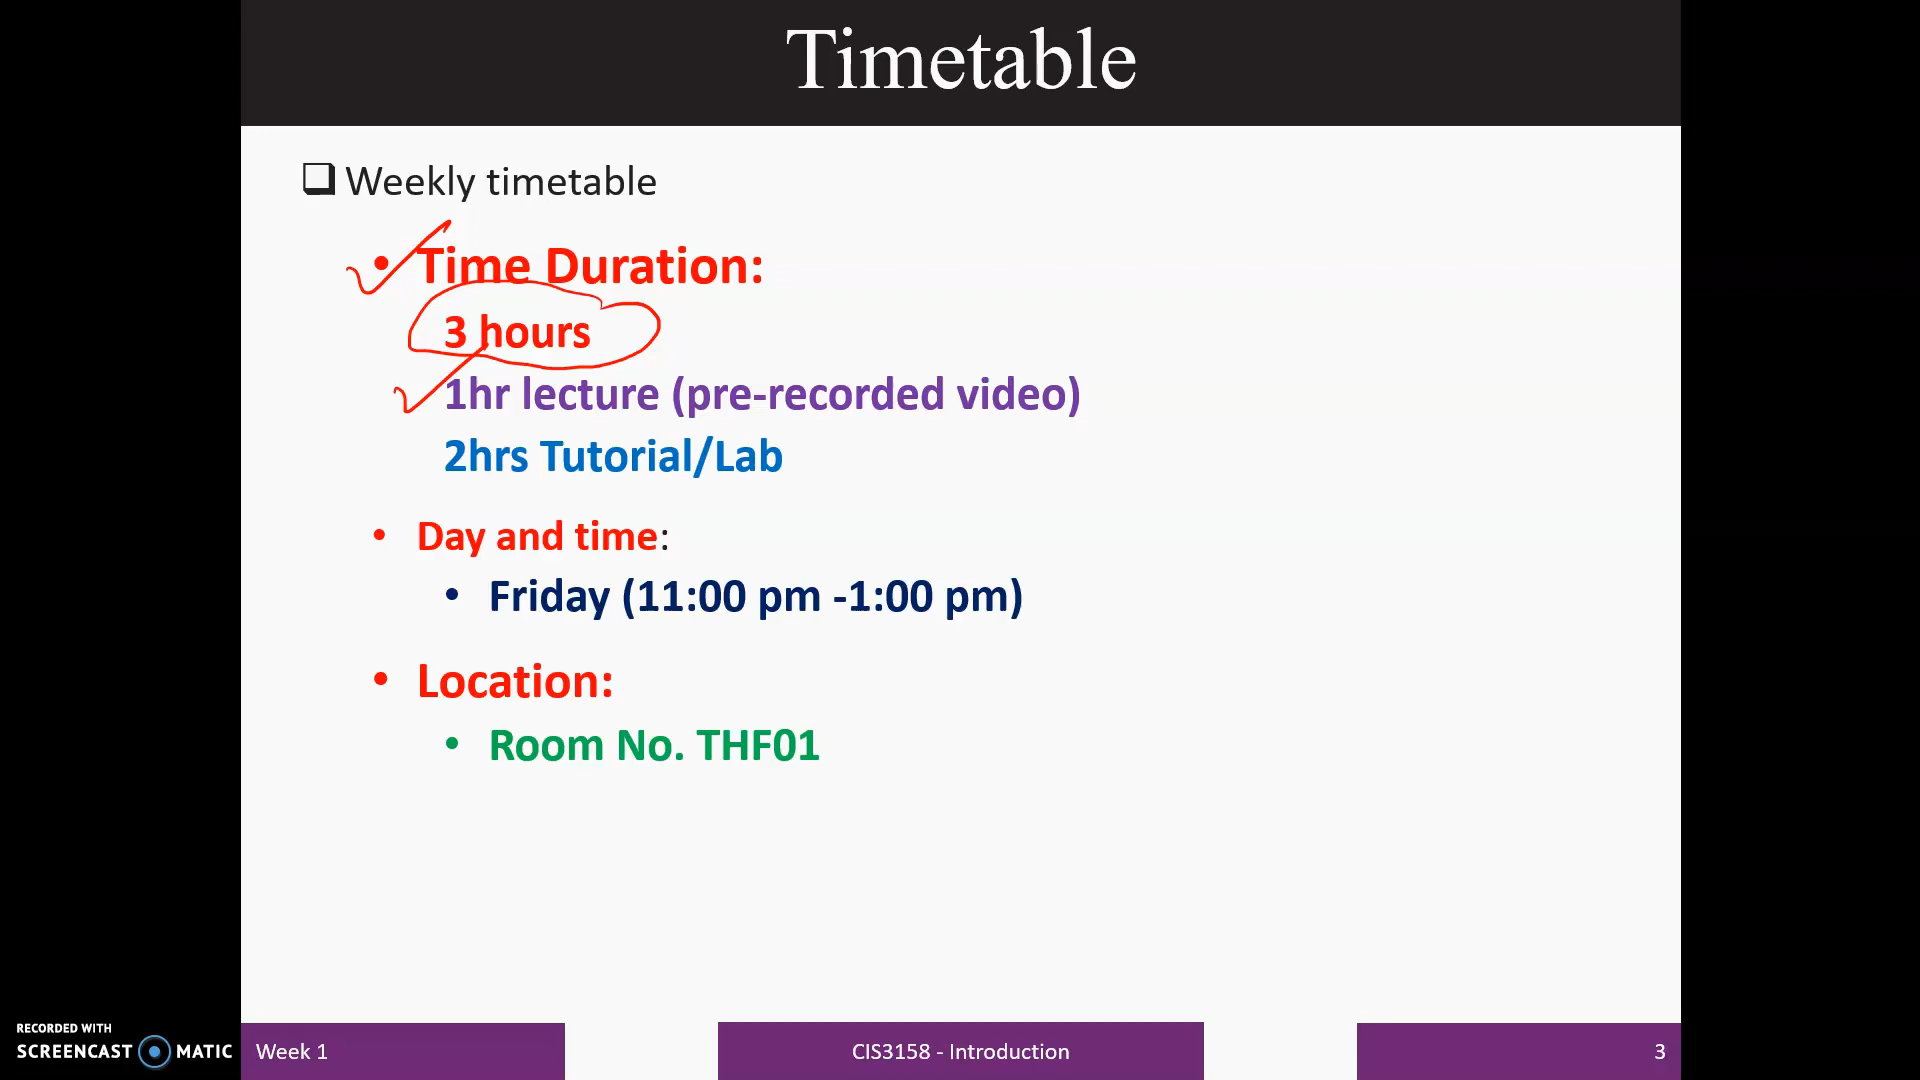 Timetable
Weekly timetable
• Time Duration:
3 hours
1hr lecture (pre-recorded video)
2hrs Tutorial/Lab
• Day and time:
• Friday (11:00 pm -1:00 pm)
• Location:
• Room No. THF01
RECORDED WITH
SCREENCAST MATIC
Week 1
CIS3158 - Introduction
3